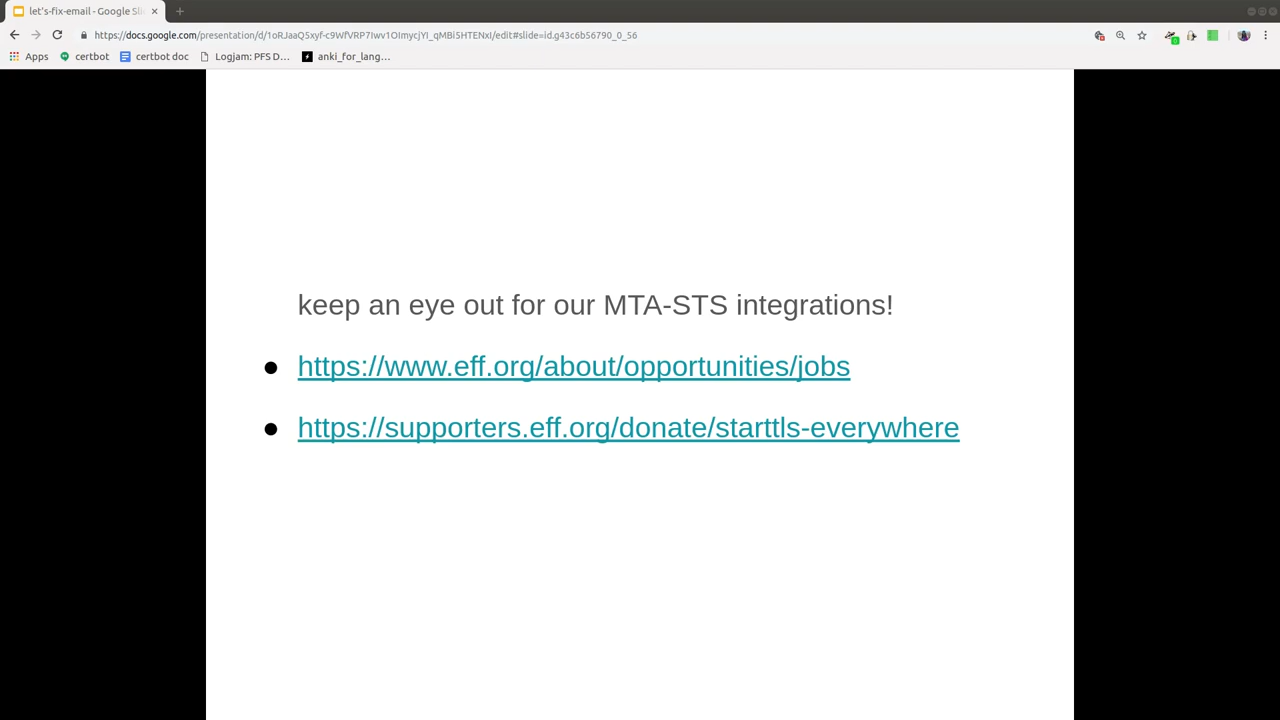 let's-fix-email - Google Sli
https://docs.google.com/presentation/d/1oRJaaQSxyf-c9WfVRP7Iwv1OImycjYI_qMBi5HTENxI/edit#slide=id.g43c6b56790_0_56
Apps certbot certbot doc Logjam: PFS D... anki_for_lang...
keep an eye out for our MTA-STS integrations!
● https://www.eff.org/about/opportunities/jobs
● https://supporters.eff.org/donate/starttls-everywhere